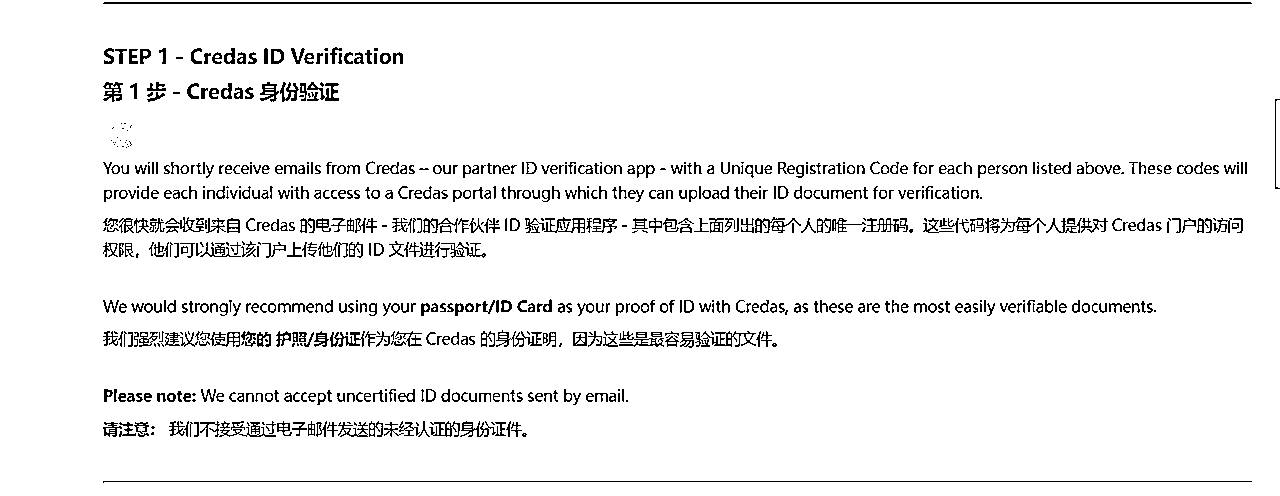 STEP 1 - Credas ID Verification
第 1 步 - Credas 身份验证
You will shortly receive emails from Credas – our partner ID verification app - with a Unique Registration Code for each person listed above. These codes will
provide each individual with access to a Credas portal through which they can upload their ID document for verification.
您很快就会收到来自 Credas 的电子邮件 - 我们的合作伙伴 ID 验证应用程序 - 其中包含上面列出的每个人的唯一注册码。这些代码将为每个人提供对 Credas 门户的访问
权限，他们可以通过该门户上传他们的 ID 文件进行验证。
We would strongly recommend using your passport/ID Card as your proof of ID with Credas, as these are the most easily verifiable documents.
我们强烈建议您使用您的 护照/身份证作为您在 Credas 的身份证明，因为这些是最容易验证的文件。
Please note: We cannot accept uncertified ID documents sent by email.
请注意： 我们不接受通过电子邮件发送的未经认证的身份证件。